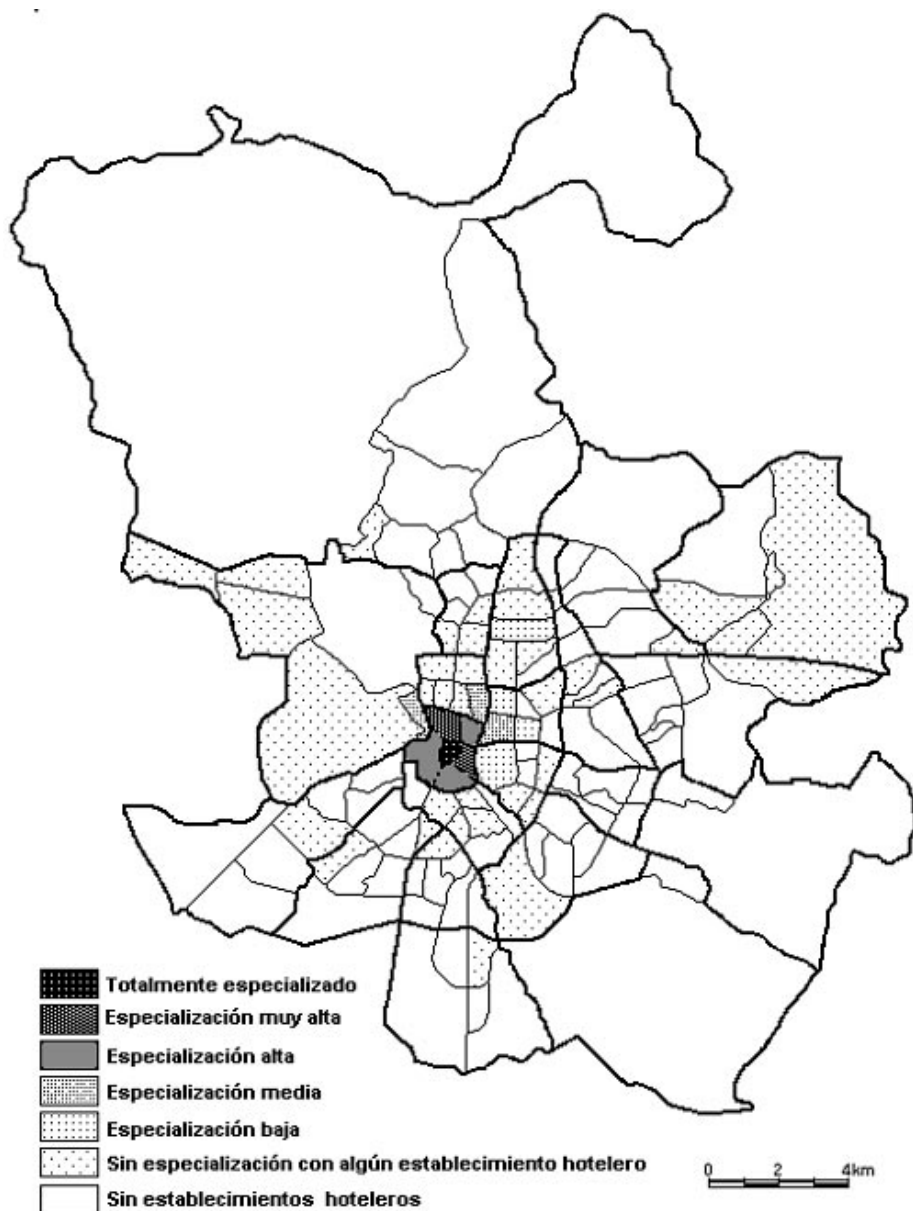 Totalmente especializado
Especialización muy alta
Especialización alta
Especialización media
Especialización baja
Sin especialización con algún establecimiento hotelero
Sin establecimientos hoteleros
0 2 4km